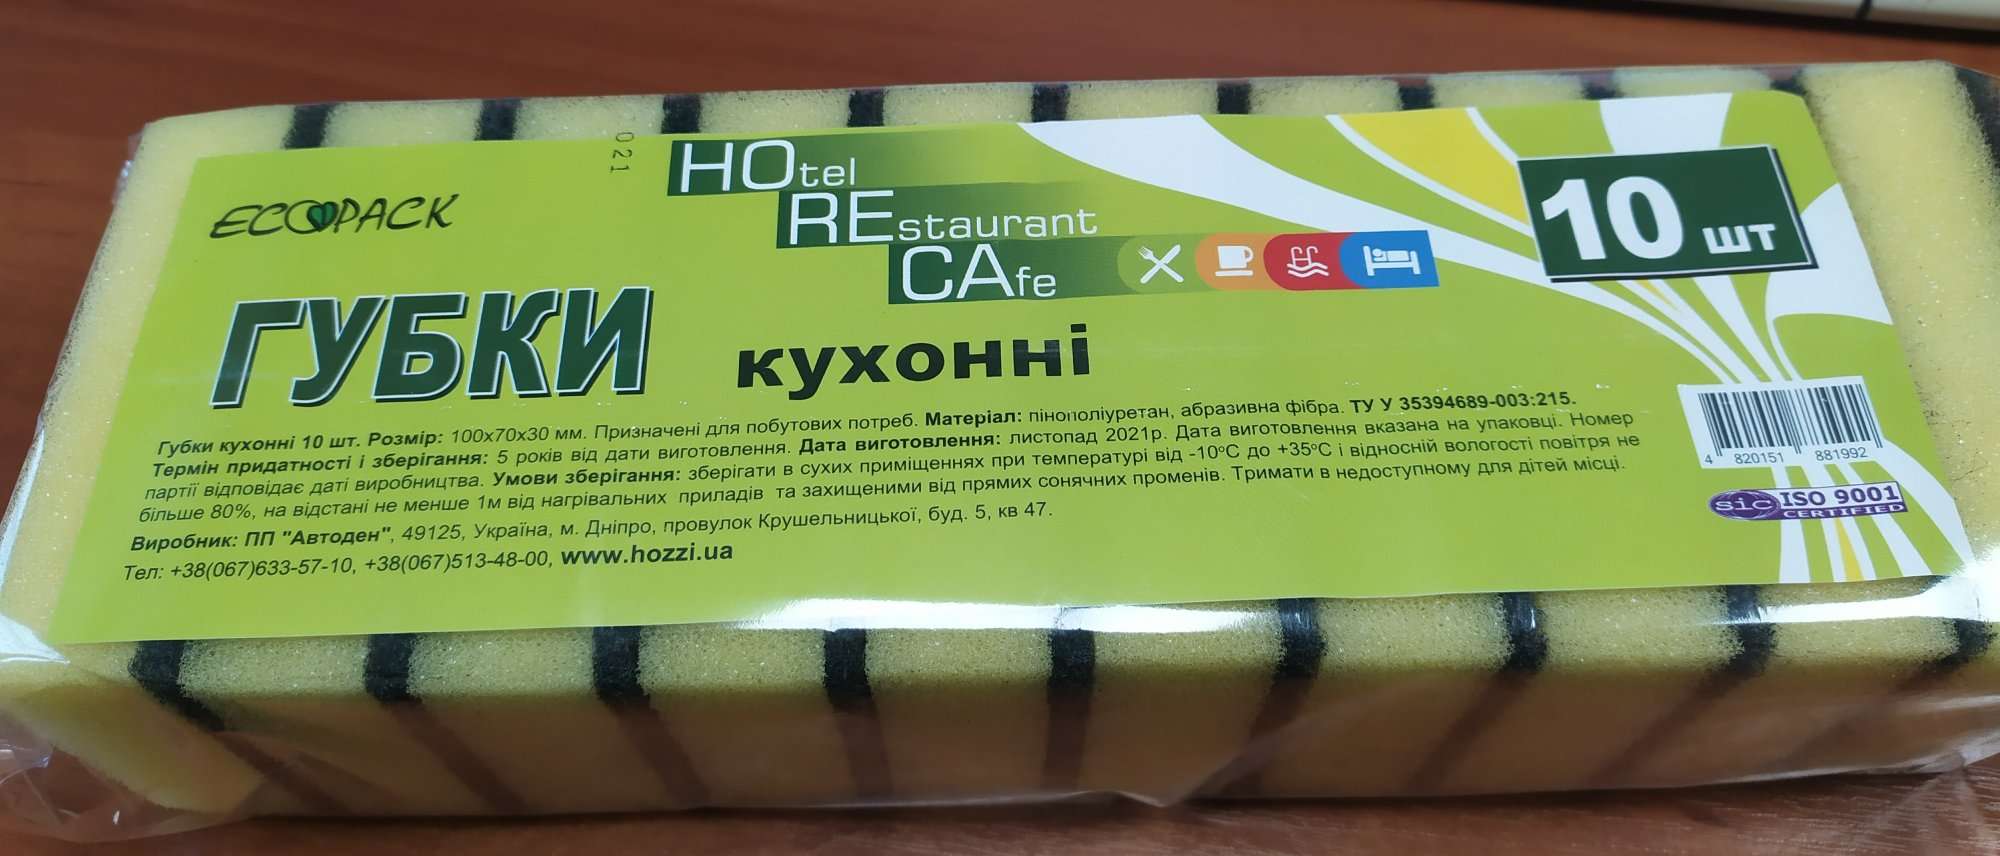 021
ECOPACK
HOtel
REstaurant
CAfe
10 шт
ГУБКИ
кухонні
Губки кухонні 10 шт. Розмір: 100х70х30 мм. Призначені для побутових потреб. Матеріал: пінополіуретан, абразивна фібра. ТУ У 35394689-003:215.
Термін придатності і зберігання: 5 років від дати виготовлення. Дата виготовлення: листопад 2021р. Дата виготовлення вказана на упаковці. Номер
партії відповідає даті виробництва. Умови зберігання: зберігати в сухих приміщеннях при температурі від -10°С до +35°С і відносній вологості повітря не
більше 80%, на відстані не менше 1м від нагрівальних приладів та захищеними від прямих сонячних променів. Тримати в недоступному для дітей місці.
Виробник: ПП "Автоден", 49125, Україна, м. Дніпро, провулок Крушельницької, буд. 5, кв 47.
Тел: +38(067)633-57-10, +38(067)513-48-00, www.hozzi.ua
4 820151 881992
sic ISO 9001
CERTIFIED